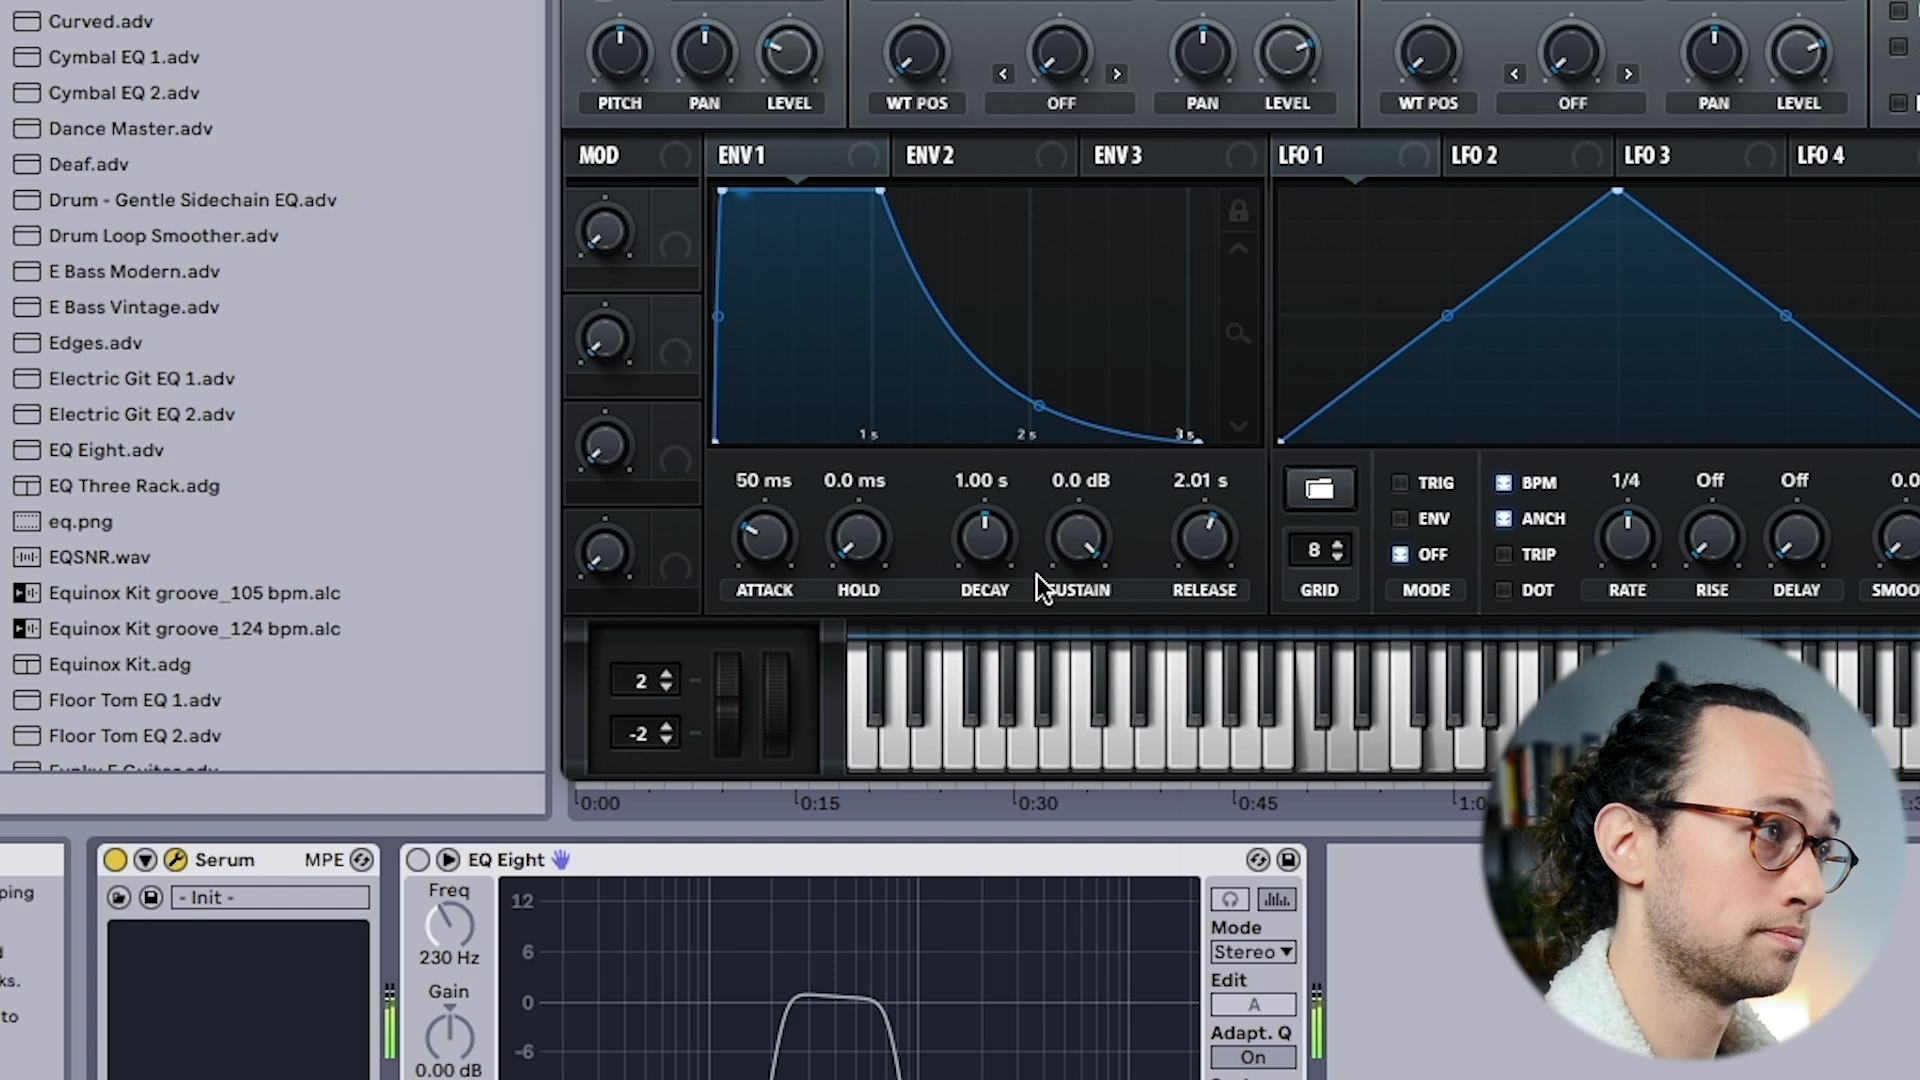 Curved.adv
Cymbal EQ 1.adv
Cymbal EQ 2.adv
Dance Master.adv
Deaf.adv
Drum - Gentle Sidechain EQ.adv
Drum Loop Smoother.adv
E Bass Modern.adv
E Bass Vintage.adv
Edges.adv
Electric Git EQ 1.adv
Electric Git EQ 2.adv
EQ Eight.adv
EQ Three Rack.adg
eq.png
EQSNR.wav
Equinox Kit groove_105 bpm.alc
Equinox Kit groove_124 bpm.alc
Equinox Kit.adg
Floor Tom EQ 1.adv
Floor Tom EQ 2.adv
PITCH PAN LEVEL WT POS OFF PAN LEVEL WT POS OFF PAN LEVEL
MOD ENV 1 ENV 2 ENV 3 LFO 1 LFO 2 LFO 3 LFO 4
1 s 2 s 3 s
50 ms 0.0 ms 1.00 s 0.0 dB 2.01 s
ATTACK HOLD DECAY SUSTAIN RELEASE
8
GRID
TRIG
ENV
OFF
MODE
BPM
ANCH
TRIP
DOT
1/4 Off Off 0.0
RATE RISE DELAY SMOO
2
-2
0:00 0:15 0:30 0:45 1:0
ping
ks.
to
Serum MPE
- Init -
EQ Eight
Freq
230 Hz
Gain
0.00 dB
12
6
0
-6
Mode
Stereo
Edit
A
Adapt. Q
On